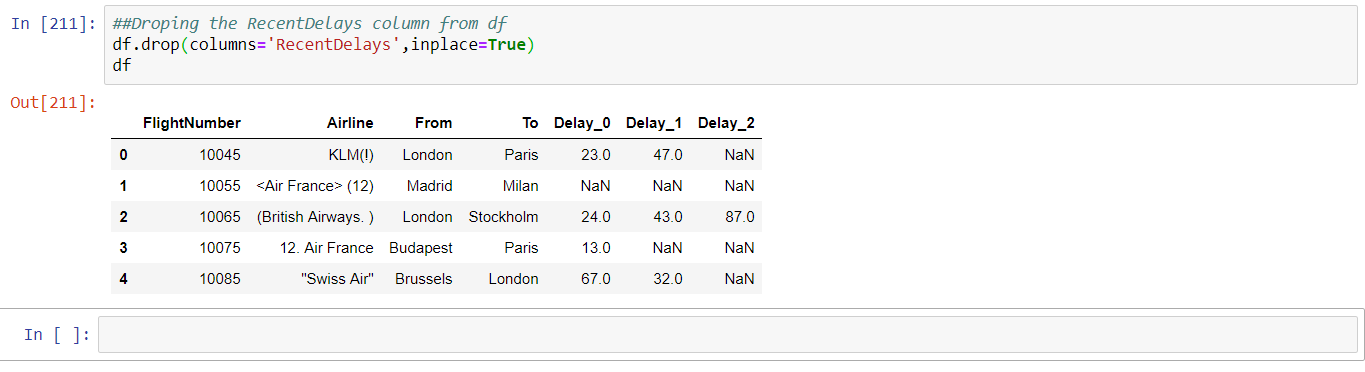 In [211]: ##Droping the RecentDelays column from df
df.drop(columns='RecentDelays',inplace=True)
df
Out[211]:
FlightNumber Airline From To Delay_0 Delay_1 Delay_2
0 10045 KLM(!) London Paris 23.0 47.0 NaN
1 10055 <Air France> (12) Madrid Milan NaN NaN NaN
2 10065 (British Airways. ) London Stockholm 24.0 43.0 87.0
3 10075 12. Air France Budapest Paris 13.0 NaN NaN
4 10085 "Swiss Air" Brussels London 67.0 32.0 NaN
In [ ]: